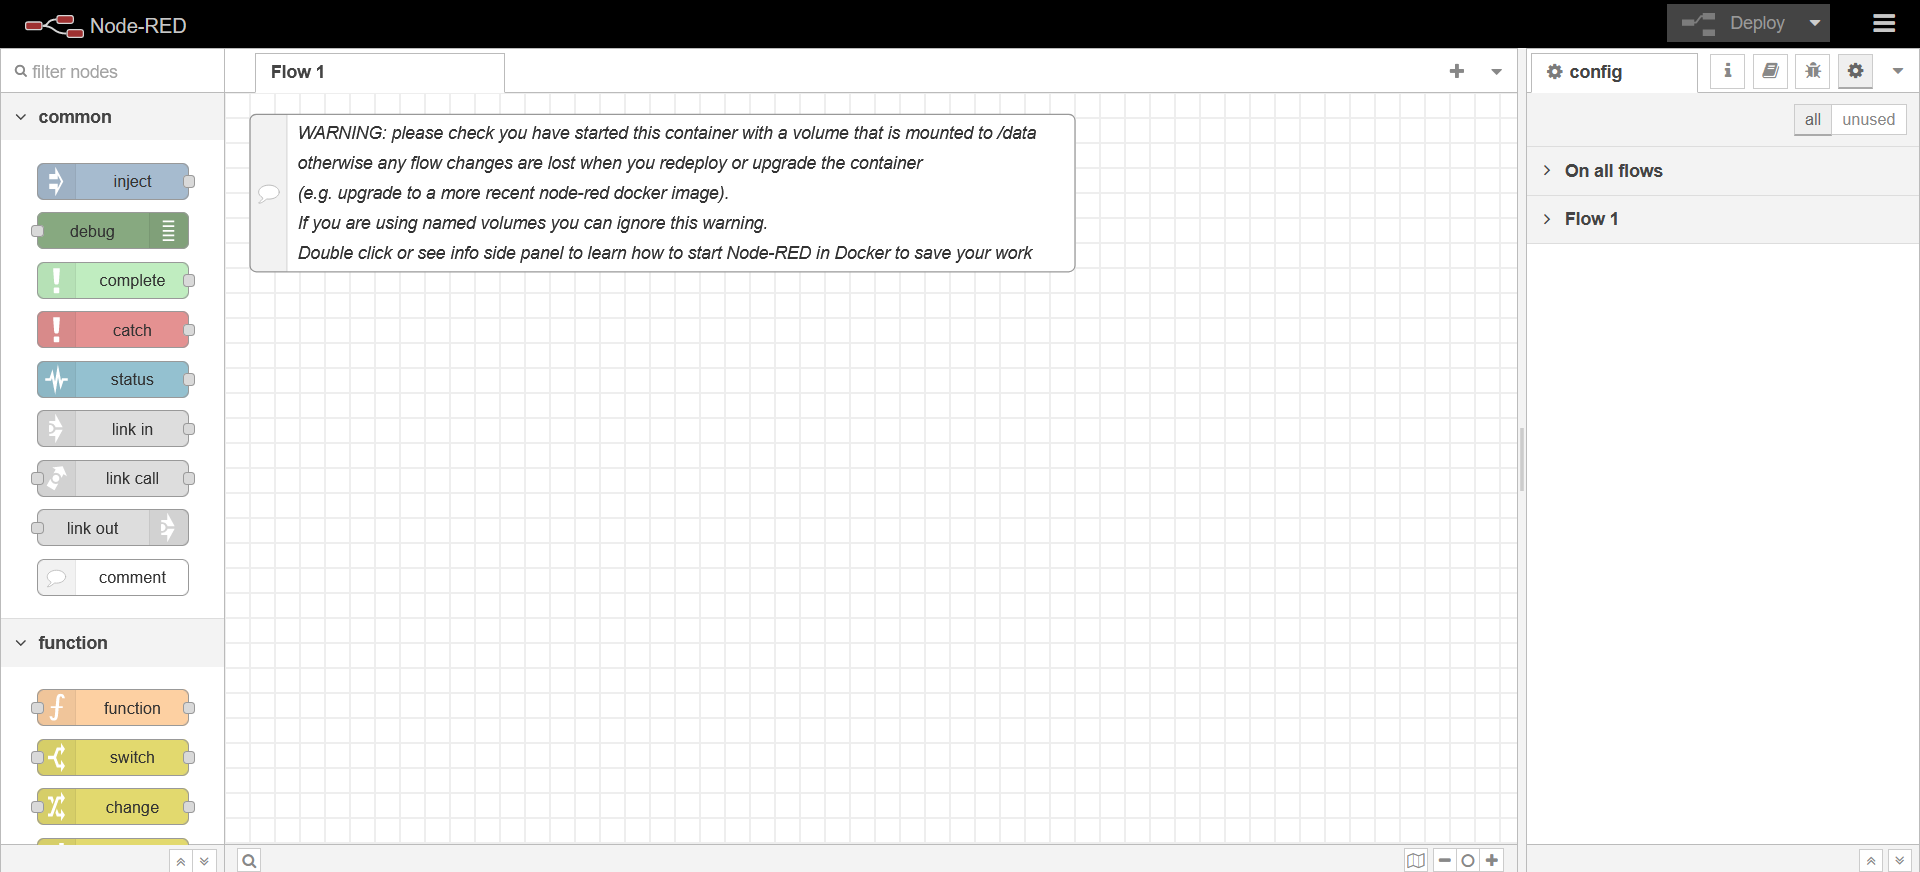 Node-RED
Deploy
filter nodes
Flow 1
config
all
unused
common
inject
debug
complete
catch
status
link in
link call
link out
comment
function
function
switch
change
WARNING: please check you have started this container with a volume that is mounted to /data
otherwise any flow changes are lost when you redeploy or upgrade the container
(e.g. upgrade to a more recent node-red docker image).
If you are using named volumes you can ignore this warning.
Double click or see info side panel to learn how to start Node-RED in Docker to save your work
On all flows
Flow 1